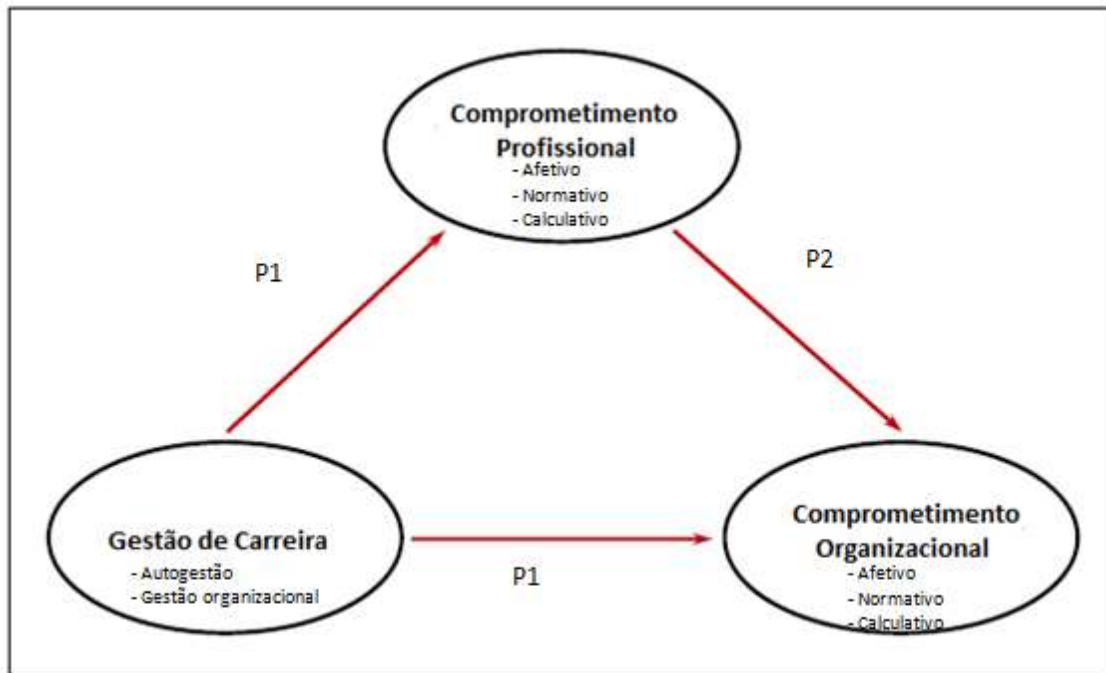 Comprometimento
Profissional
- Afetivo
- Normativo
- Calculativo
P1
P2
Gestão de Carreira
- Autogestão
- Gestão organizacional
P1
Comprometimento
Organizacional
- Afetivo
- Normativo
- Calculativo